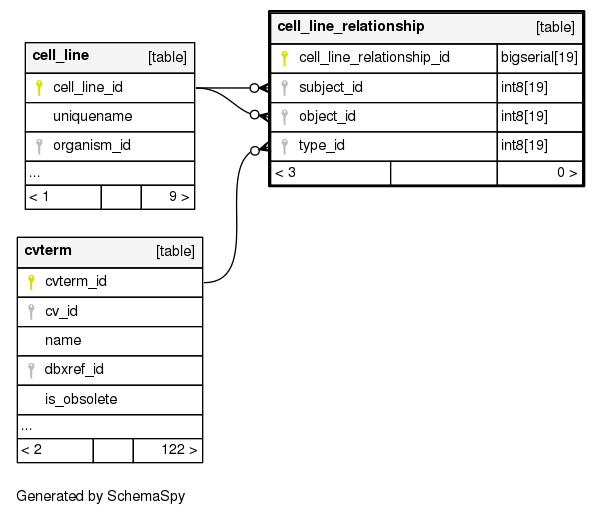 cell_line [table]
cell_line_id
uniquename
organism_id
...
< 1 9 >
cell_line_relationship [table]
cell_line_relationship_id bigserial[19]
subject_id int8[19]
object_id int8[19]
type_id int8[19]
< 3 0 >
cvterm [table]
cvterm_id
cv_id
name
dbxref_id
is_obsolete
...
< 2 122 >
Generated by SchemaSpy